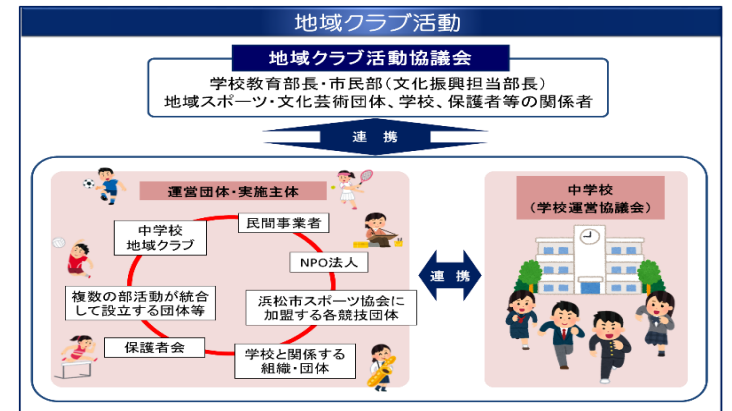 地域クラブ活動
地域クラブ活動協議会
学校教育部長・市民部(文化振興担当部長)
地域スポーツ・文化芸術団体、学校、保護者等の関係者
連 携
運営団体・実施主体
民間事業者
中学校
地域クラブ
NPO法人
複数の部活動が統合
して設立する団体等
浜松市スポーツ協会に
加盟する各競技団体
保護者会
学校と関係する
組織・団体
連 携
中学校
(学校運営協議会)